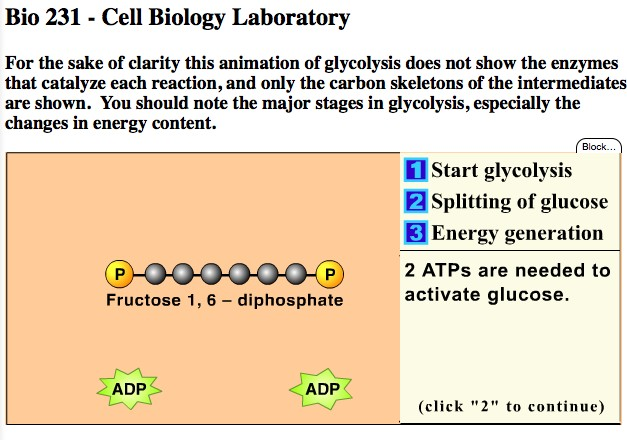 Bio 231 - Cell Biology Laboratory
For the sake of clarity this animation of glycolysis does not show the enzymes
that catalyze each reaction, and only the carbon skeletons of the intermediates
are shown.  You should note the major stages in glycolysis, especially the
changes in energy content.
Block...
1 Start glycolysis
2 Splitting of glucose
3 Energy generation
P P
Fructose 1, 6 – diphosphate
2 ATPs are needed to
activate glucose.
ADP ADP
(click "2" to continue)